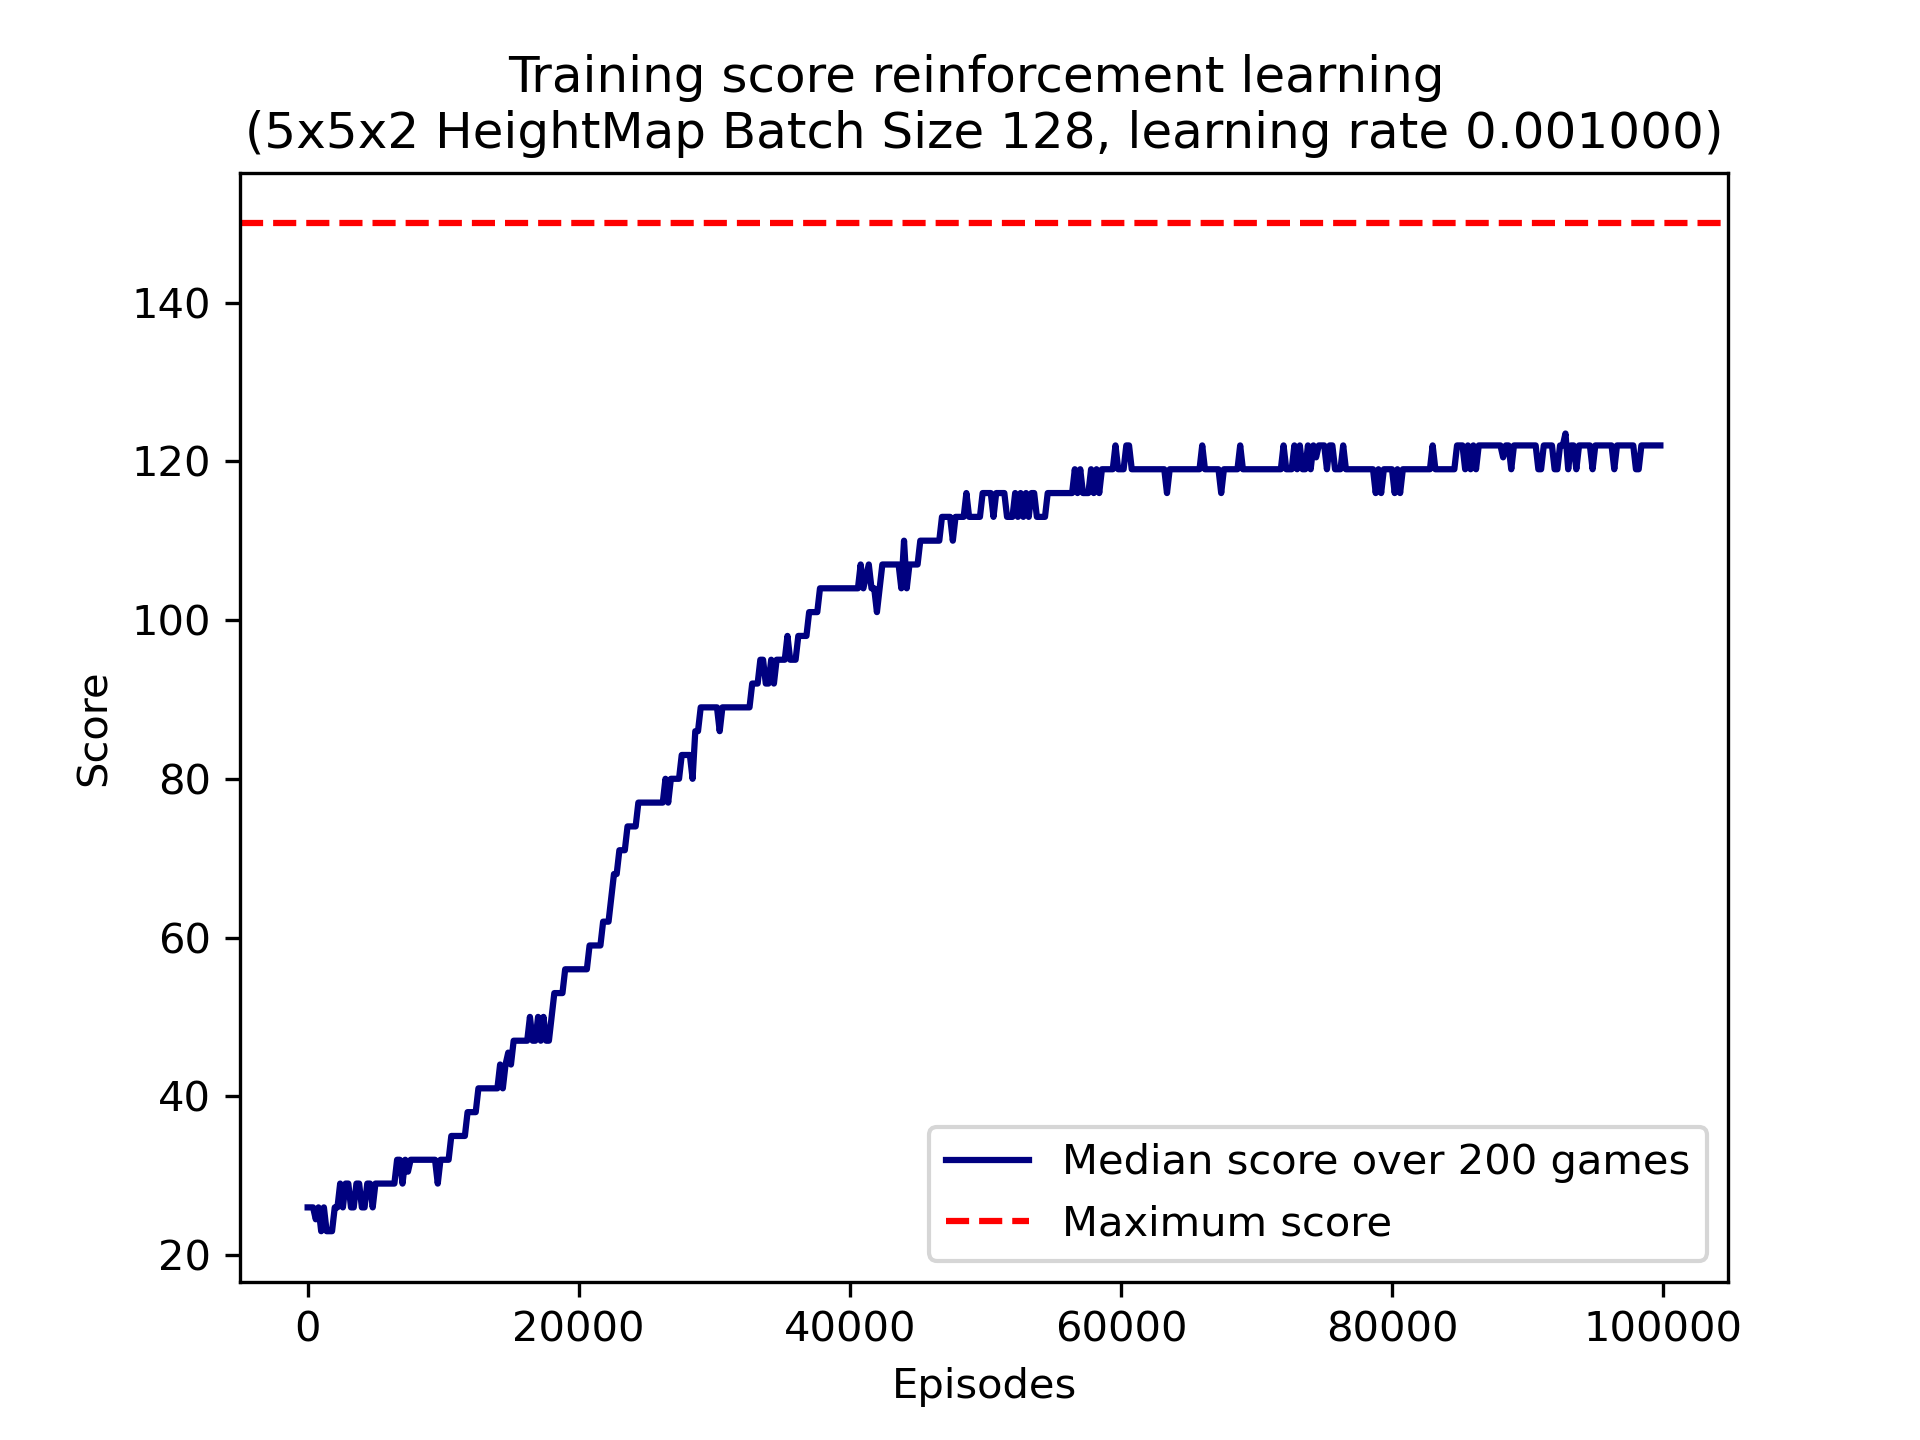 Training score reinforcement learning
(5x5x2 HeightMap Batch Size 128, learning rate 0.001000)
140
120
100
80
60
40
20
Score
Median score over 200 games
Maximum score
0 20000 40000 60000 80000 100000
Episodes